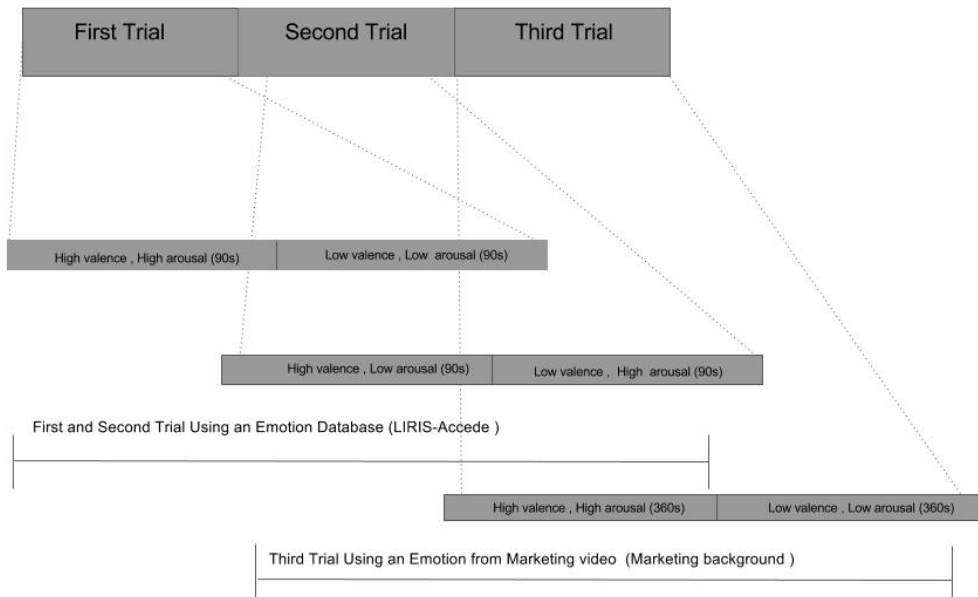 First Trial
Second Trial
Third Trial
High valence , High arousal (90s)
Low valence , Low arousal (90s)
High valence , Low arousal (90s)
Low valence , High arousal (90s)
First and Second Trial Using an Emotion Database (LIRIS-Accede )
High valence , High arousal (360s)
Low valence , Low arousal (360s)
Third Trial Using an Emotion from Marketing video (Marketing background )